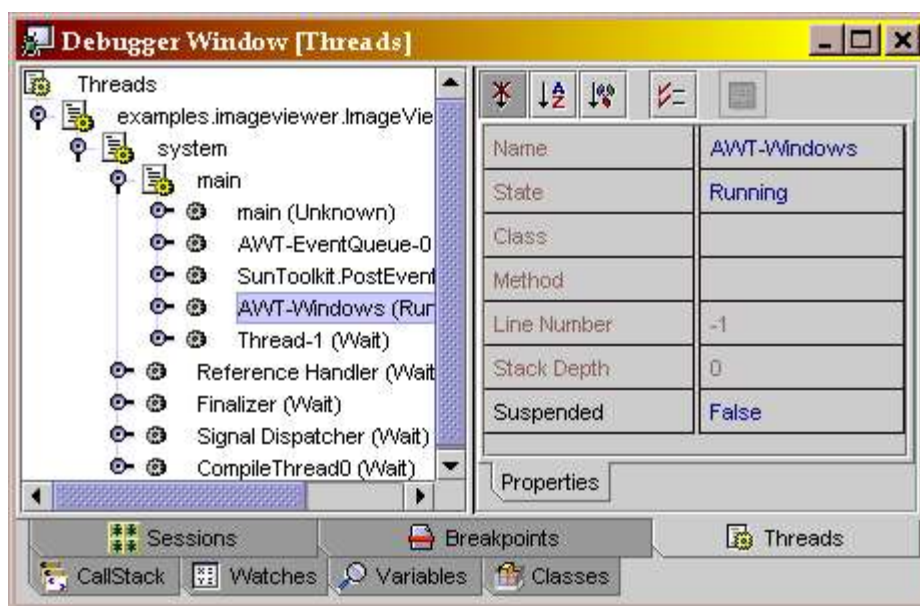 Debugger Window [Threads]
Threads
examples.imageviewer.ImageVie
system
main
main (Unknown)
AWT-EventQueue-0
SunToolkit.PostEvent
AWT-Windows (Rur
Thread-1 (Wait)
Reference Handler (Wait
Finalizer (Wait)
Signal Dispatcher (Wait)
CompileThread0 (Wait)
Name AWT-Windows
State Running
Class
Method
Line Number -1
Stack Depth 0
Suspended False
Properties
Sessions Breakpoints Threads
CallStack Watches Variables Classes